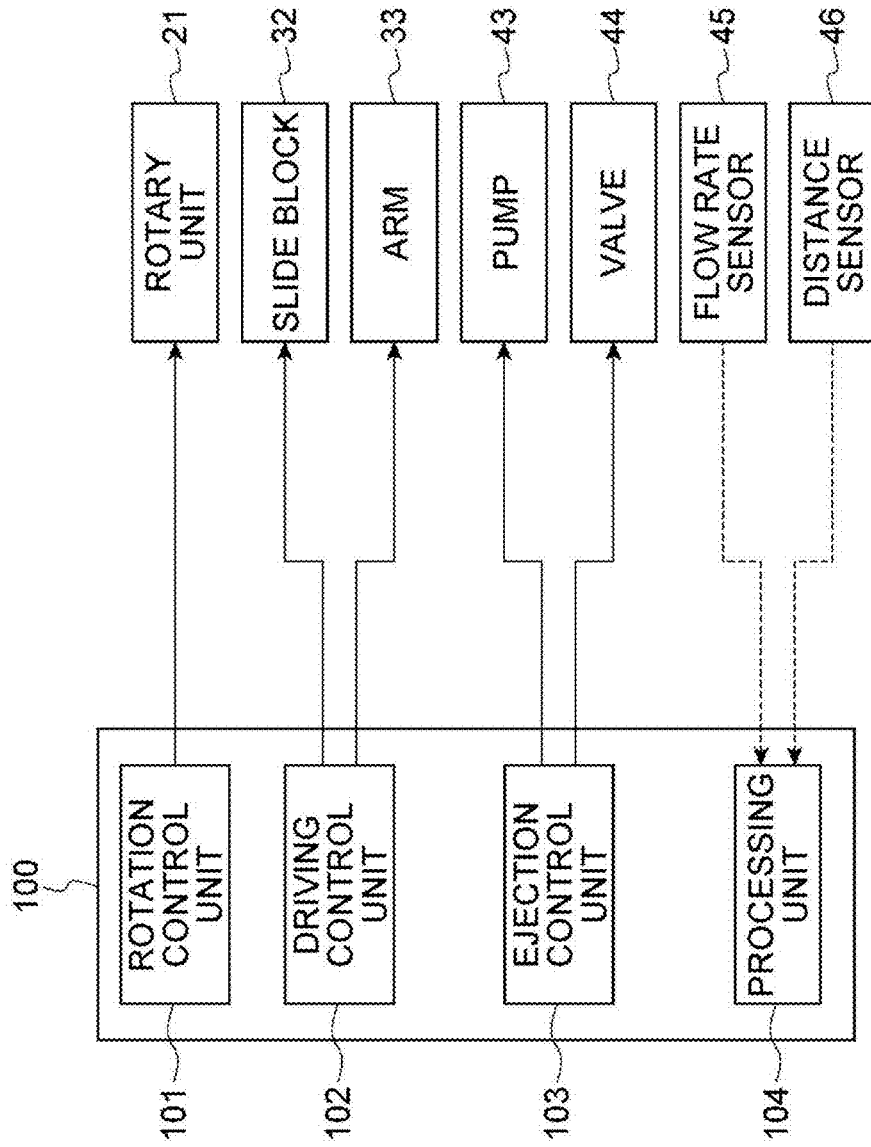 100
101
ROTATION
CONTROL
UNIT
102
DRIVING
CONTROL
UNIT
103
EJECTION
CONTROL
UNIT
104
PROCESSING
UNIT
ROTARY
UNIT
21
SLIDE BLOCK
32
ARM
33
PUMP
43
VALVE
44
FLOW RATE
SENSOR
45
DISTANCE
SENSOR
46